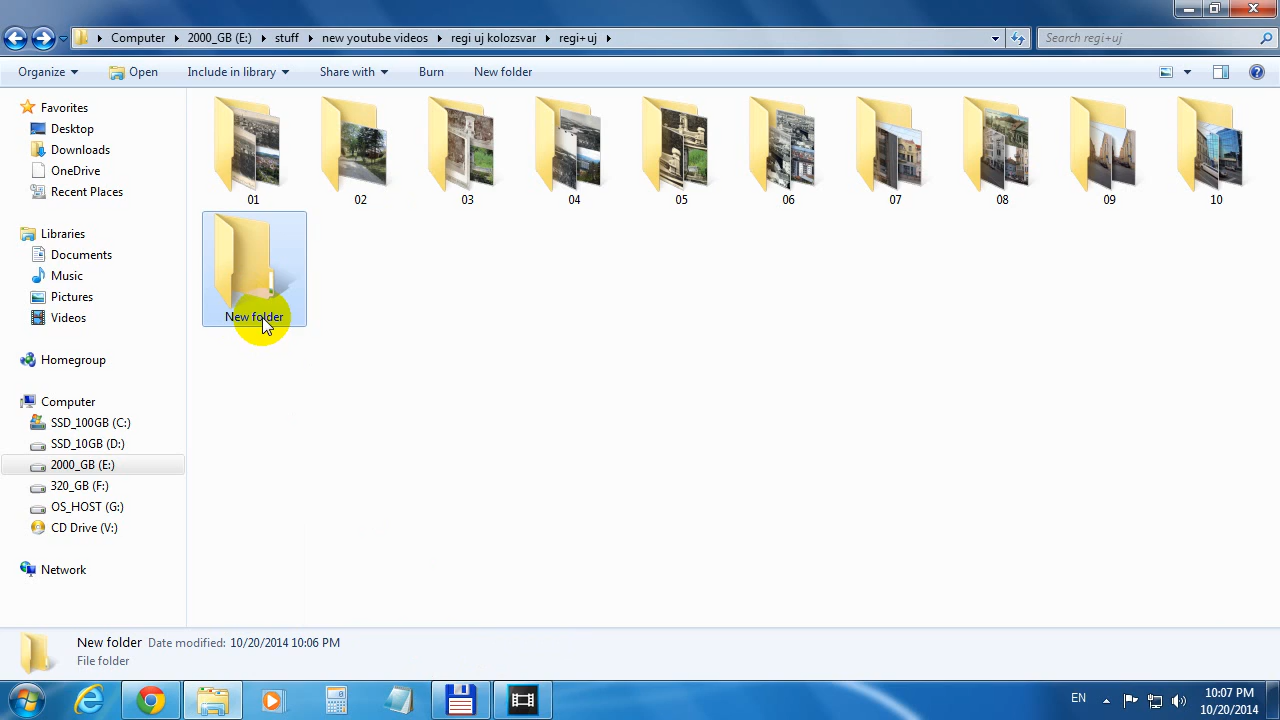 Computer 2000_GB (E:) stuff new youtube videos regi uj kolozsvar regi+uj Search regi+uj
Organize Open Include in library Share with Burn New folder
Favorites
Desktop
Downloads
OneDrive
Recent Places
Libraries
Documents
Music
Pictures
Videos
Homegroup
Computer
SSD_100GB (C:)
SSD_10GB (D:)
2000_GB (E:)
320_GB (F:)
OS_HOST (G:)
CD Drive (V:)
Network
01 02 03 04 05 06 07 08 09 10
New folder
New folder Date modified: 10/20/2014 10:06 PM
File folder
EN 10:07 PM
10/20/2014